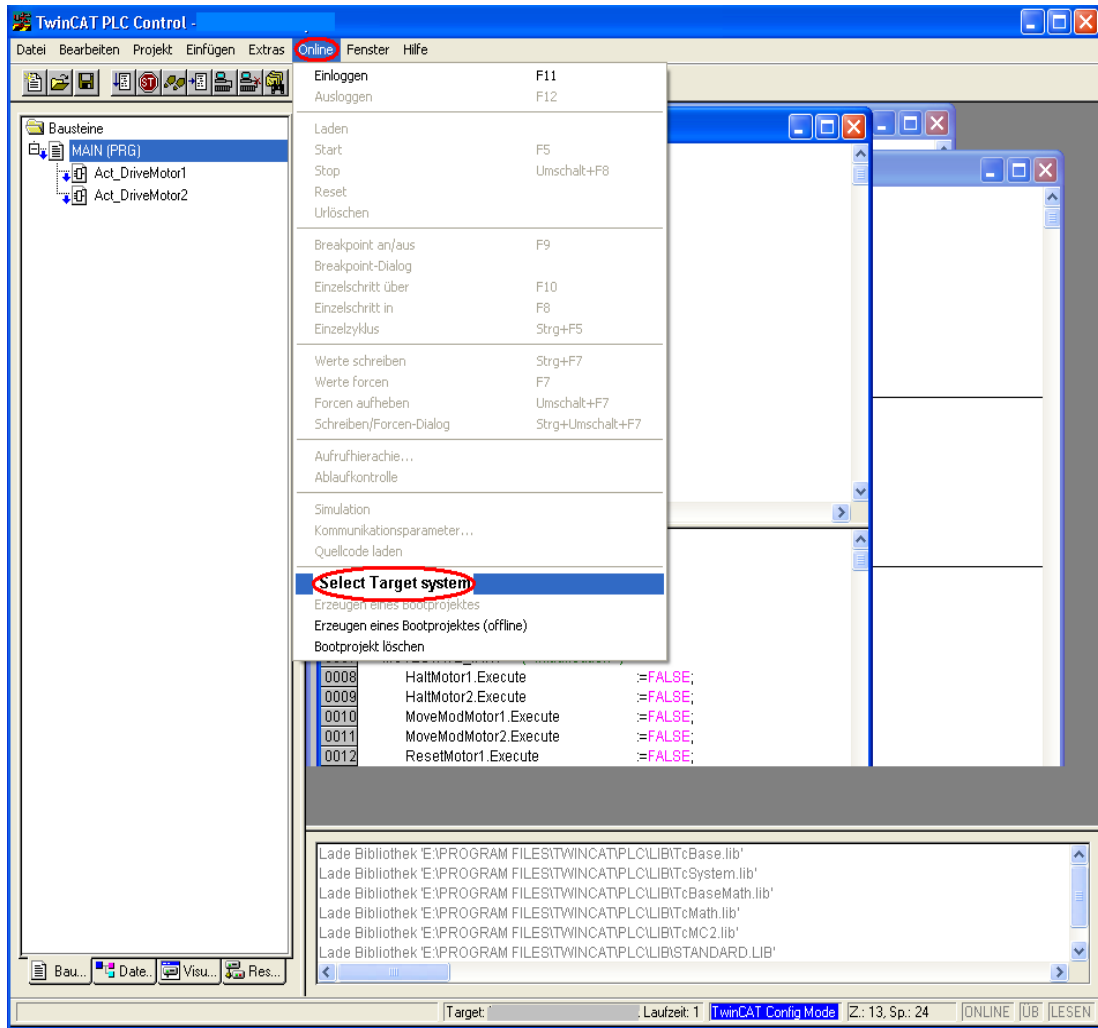 TwinCAT PLC Control -
Datei Bearbeiten Projekt Einfügen Extras Online Fenster Hilfe
Einloggen F11
Ausloggen F12
Laden
Start F5
Stop Umschalt+F8
Reset
Urlöschen
Breakpoint an/aus F9
Breakpoint-Dialog
Einzelschritt über F10
Einzelschritt in F8
Einzelzyklus Strg+F5
Werte schreiben Strg+F7
Werte forcen F7
Forcen aufheben Umschalt+F7
Schreiben/Forcen-Dialog Strg+Umschalt+F7
Aufrufhierachie...
Ablaufkontrolle
Simulation
Kommunikationsparameter...
Quellcode laden
Select Target system
Erzeugen eines Bootprojektes
Erzeugen eines Bootprojektes (offline)
Bootprojekt löschen
Bausteine
MAIN (PRG)
Act_DriveMotor1
Act_DriveMotor2
0008 HaltMotor1.Execute :=FALSE;
0009 HaltMotor2.Execute :=FALSE;
0010 MoveModMotor1.Execute :=FALSE;
0011 MoveModMotor2.Execute :=FALSE;
0012 ResetMotor1.Execute :=FALSE;
Lade Bibliothek 'E:\PROGRAM FILES\TWINCAT\PLC\LIB\TcBase.lib'
Lade Bibliothek 'E:\PROGRAM FILES\TWINCAT\PLC\LIB\TcSystem.lib'
Lade Bibliothek 'E:\PROGRAM FILES\TWINCAT\PLC\LIB\TcBaseMath.lib'
Lade Bibliothek 'E:\PROGRAM FILES\TWINCAT\PLC\LIB\TcMath.lib'
Lade Bibliothek 'E:\PROGRAM FILES\TWINCAT\PLC\LIB\TcMC2.lib'
Lade Bibliothek 'E:\PROGRAM FILES\TWINCAT\PLC\LIB\STANDARD.LIB'
Bau... Date.. Visu... Res...
Target: Laufzeit: 1 TwinCAT Config Mode Z.: 13, Sp.: 24 ONLINE ÜB LESEN